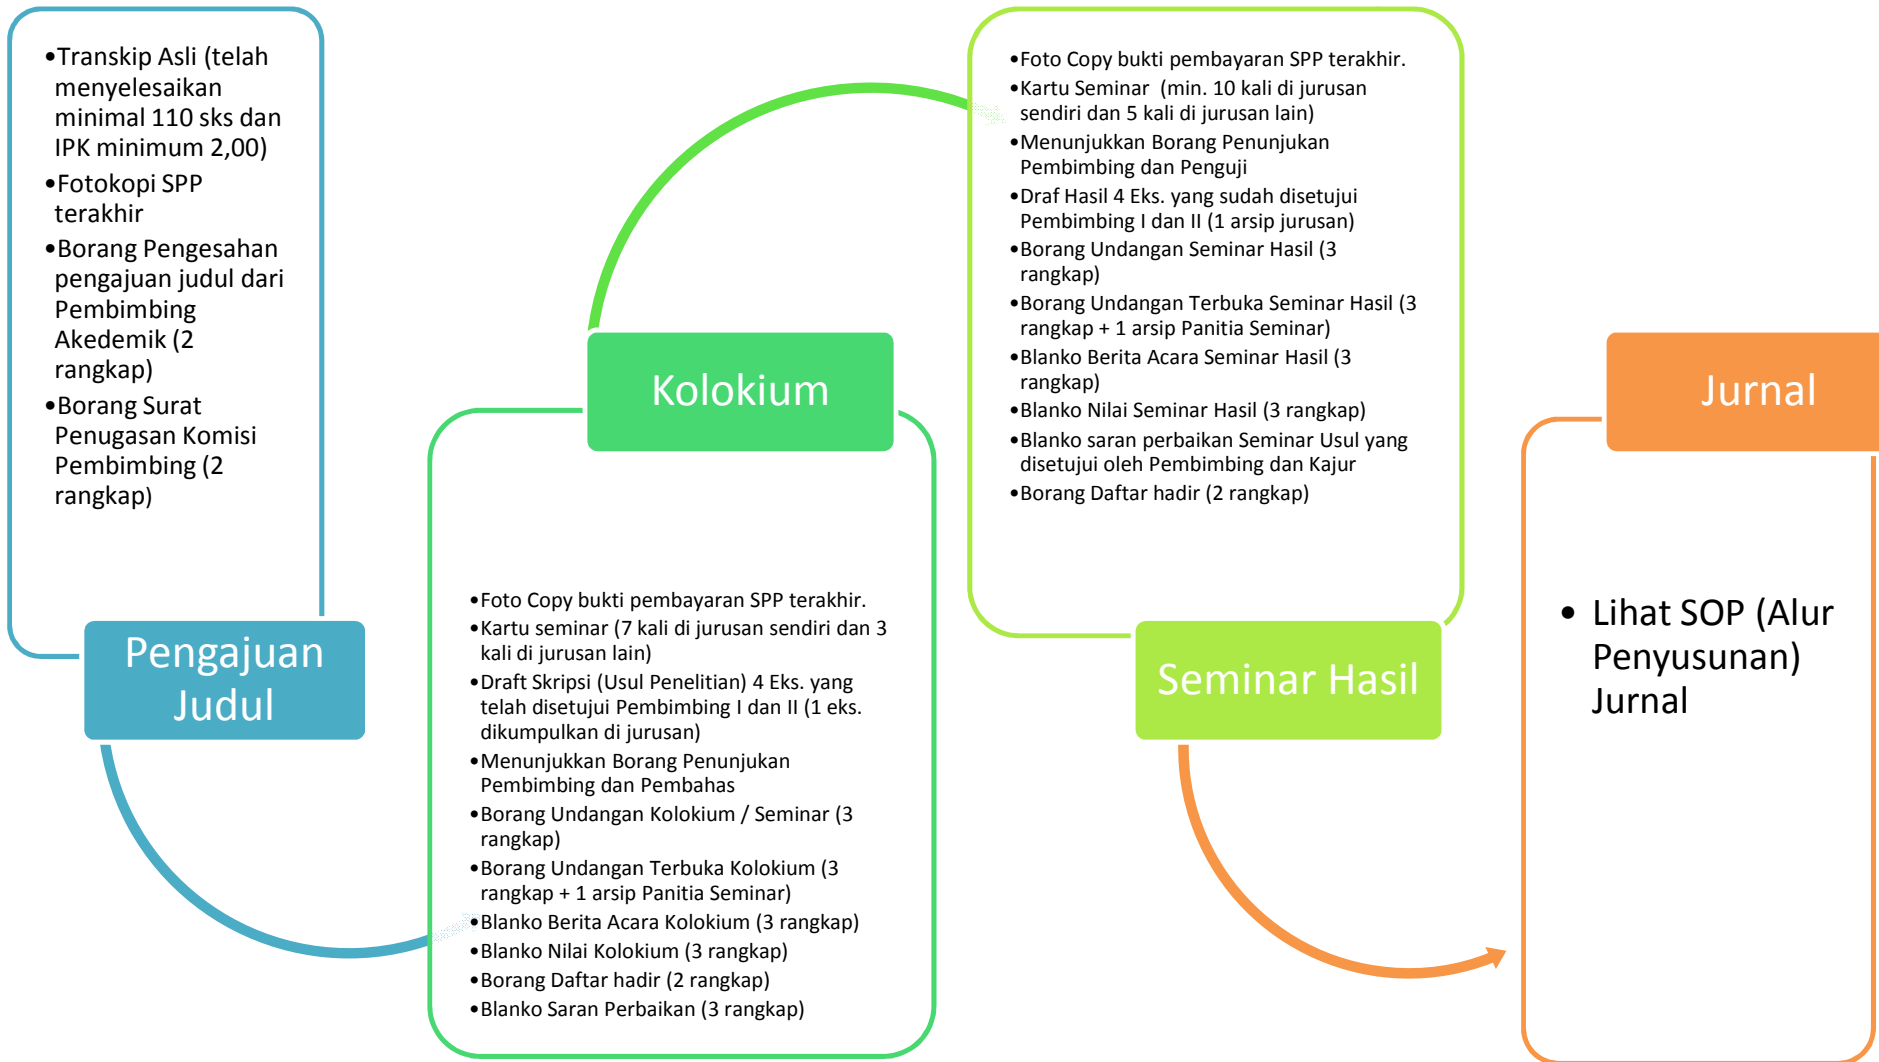 •Transkip Asli (telah
menyelesaikan
minimal 110 sks dan
IPK minimum 2,00)
•Fotokopi SPP
terakhir
•Borang Pengesahan
pengajuan judul dari
Pembimbing
Akedemik (2
rangkap)
•Borang Surat
Penugasan Komisi
Pembimbing (2
rangkap)
Pengajuan
Judul
Kolokium
•Foto Copy bukti pembayaran SPP terakhir.
•Kartu seminar (7 kali di jurusan sendiri dan 3
kali di jurusan lain)
•Draft Skripsi (Usul Penelitian) 4 Eks. yang
telah disetujui Pembimbing I dan II (1 eks.
dikumpulkan di jurusan)
•Menunjukkan Borang Penunjukan
Pembimbing dan Pembahas
•Borang Undangan Kolokium / Seminar (3
rangkap)
•Borang Undangan Terbuka Kolokium (3
rangkap + 1 arsip Panitia Seminar)
•Blanko Berita Acara Kolokium (3 rangkap)
•Blanko Nilai Kolokium (3 rangkap)
•Borang Daftar hadir (2 rangkap)
•Blanko Saran Perbaikan (3 rangkap)
•Foto Copy bukti pembayaran SPP terakhir.
•Kartu Seminar (min. 10 kali di jurusan
sendiri dan 5 kali di jurusan lain)
•Menunjukkan Borang Penunjukan
Pembimbing dan Penguji
•Draf Hasil 4 Eks. yang sudah disetujui
Pembimbing I dan II (1 arsip jurusan)
•Borang Undangan Seminar Hasil (3
rangkap)
•Borang Undangan Terbuka Seminar Hasil (3
rangkap + 1 arsip Panitia Seminar)
•Blanko Berita Acara Seminar Hasil (3
rangkap)
•Blanko Nilai Seminar Hasil (3 rangkap)
•Blanko saran perbaikan Seminar Usul yang
disetujui oleh Pembimbing dan Kajur
•Borang Daftar hadir (2 rangkap)
Seminar Hasil
Jurnal
• Lihat SOP (Alur
Penyusunan)
Jurnal